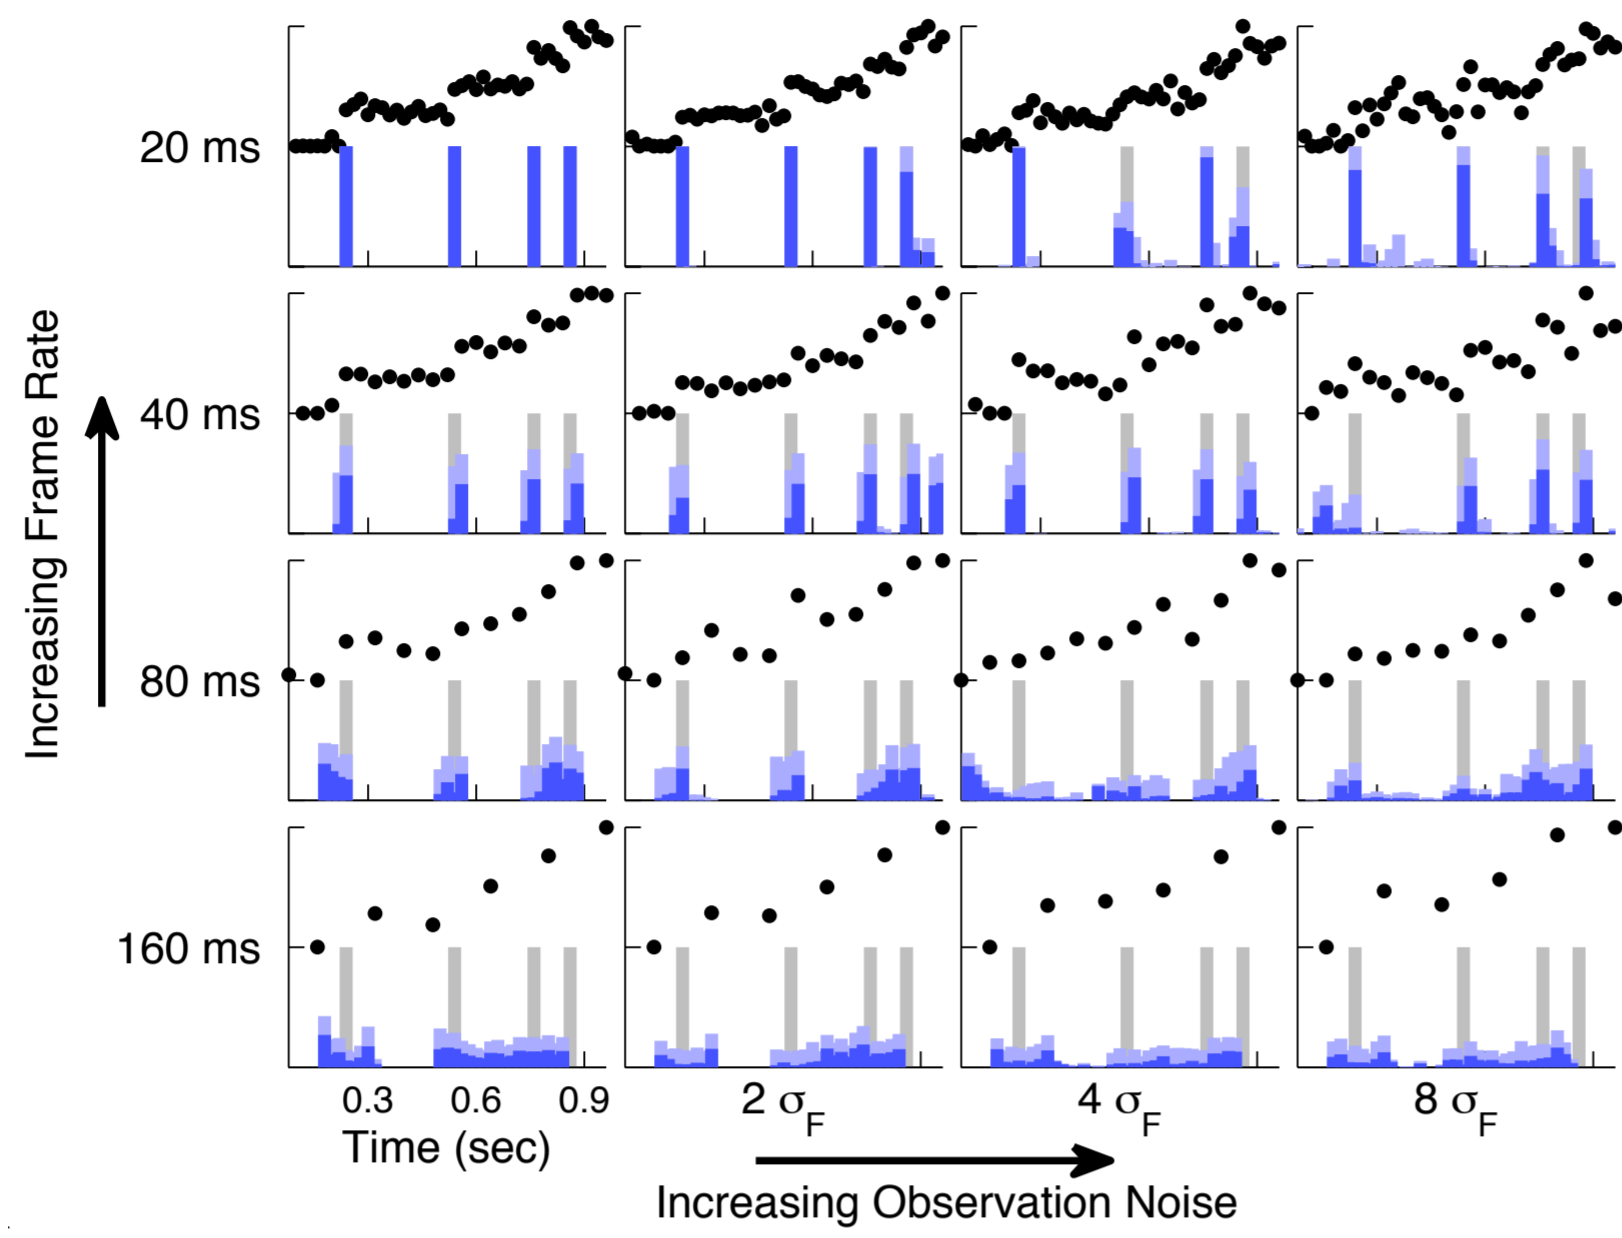 Increasing Frame Rate
20 ms
40 ms
80 ms
160 ms
0.3 0.6 0.9
Time (sec)
2 σF
4 σF
8 σF
Increasing Observation Noise